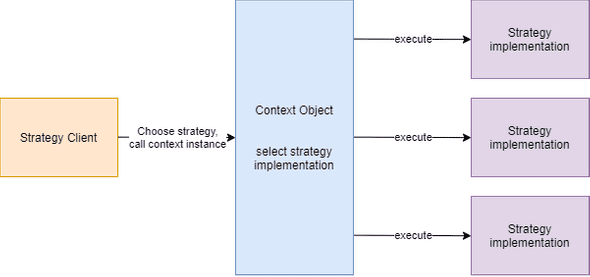 Strategy Client
Choose strategy,
call context instance
Context Object
select strategy
implementation
execute
Strategy
implementation
execute
Strategy
implementation
execute
Strategy
implementation